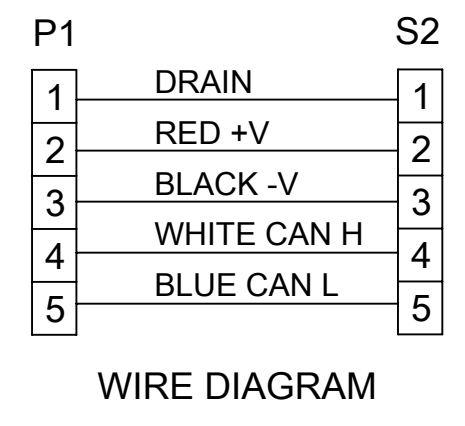 P1 S2
1 DRAIN 1
2 RED +V 2
3 BLACK -V 3
4 WHITE CAN H 4
5 BLUE CAN L 5
WIRE DIAGRAM